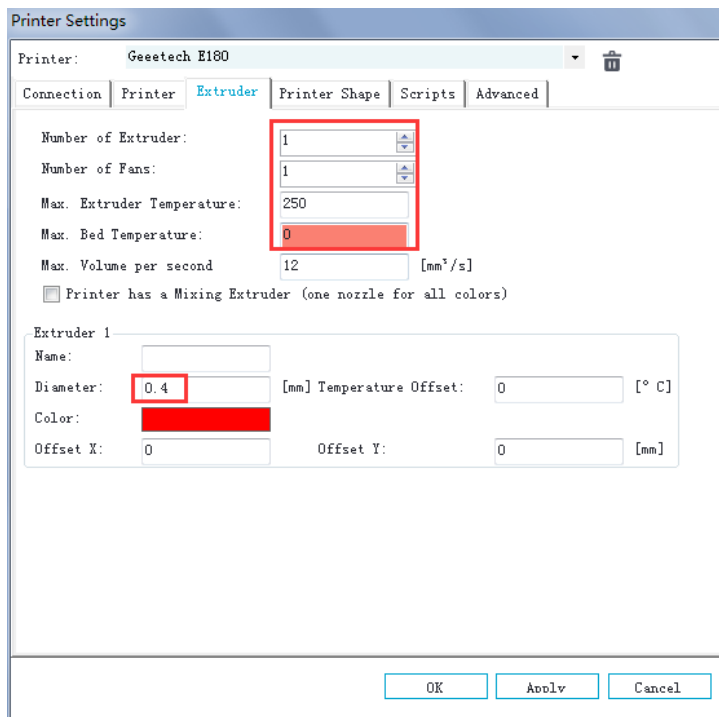 Printer Settings
Printer: Geeetech E180
Connection Printer Extruder Printer Shape Scripts Advanced
Number of Extruder: 1
Number of Fans: 1
Max. Extruder Temperature: 250
Max. Bed Temperature: 0
Max. Volume per second 12 [mm³/s]
Printer has a Mixing Extruder (one nozzle for all colors)
Extruder 1
Name:
Diameter: 0.4 [mm] Temperature Offset: 0 [° C]
Color:
Offset X: 0 Offset Y: 0 [mm]
OK Apply Cancel